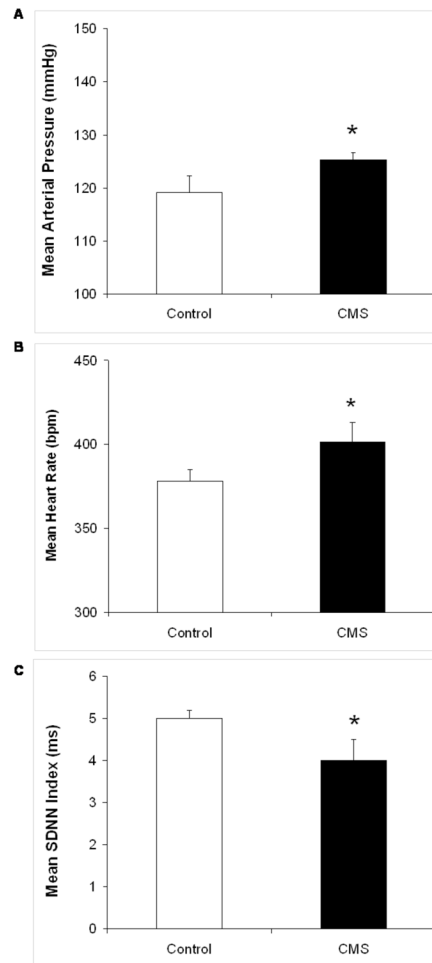 A
Mean Arterial Pressure (mmHg)
150
140
130
120
110
100
*
Control
CMS
B
Mean Heart Rate (bpm)
450
400
350
300
*
Control
CMS
C
Mean SDNN Index (ms)
6
5
4
3
2
1
0
*
Control
CMS